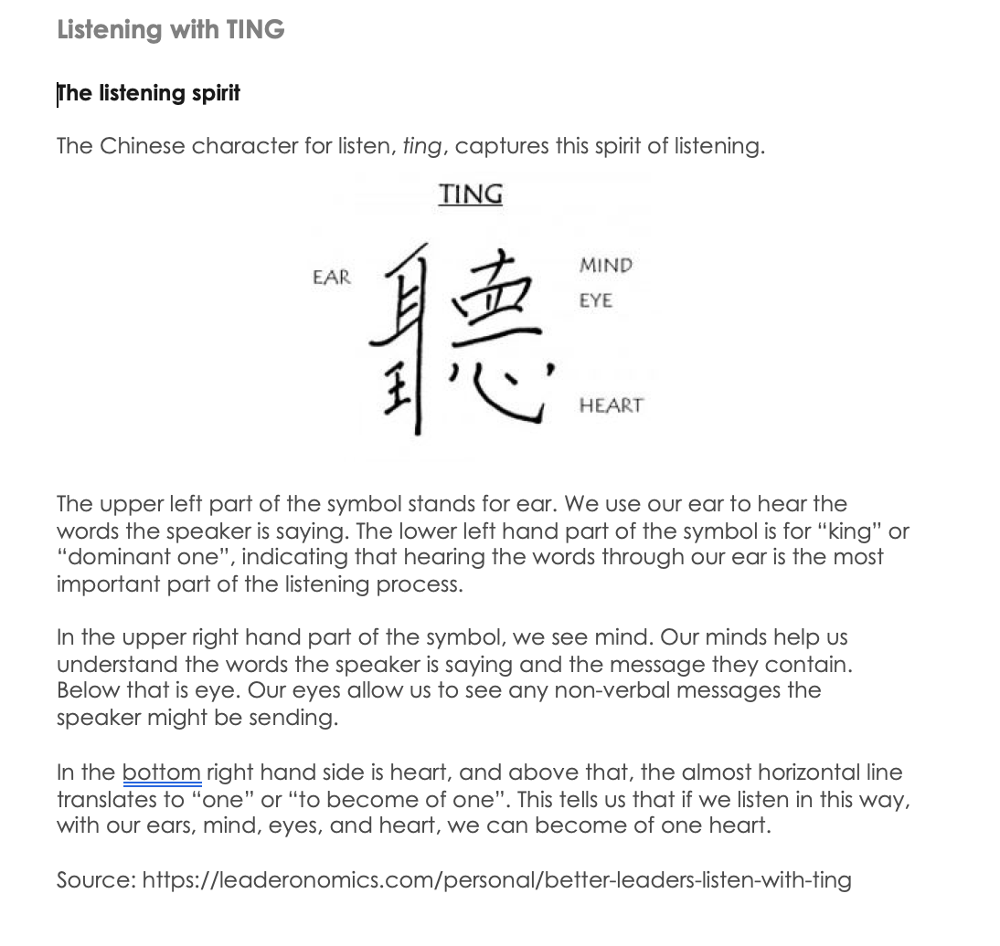 Listening with TING
The listening spirit
The Chinese character for listen, ting, captures this spirit of listening.
TING
EAR
聽
MIND
EYE
HEART
The upper left part of the symbol stands for ear. We use our ear to hear the
words the speaker is saying. The lower left hand part of the symbol is for “king” or
“dominant one”, indicating that hearing the words through our ear is the most
important part of the listening process.
In the upper right hand part of the symbol, we see mind. Our minds help us
understand the words the speaker is saying and the message they contain.
Below that is eye. Our eyes allow us to see any non-verbal messages the
speaker might be sending.
In the bottom right hand side is heart, and above that, the almost horizontal line
translates to “one” or “to become of one”. This tells us that if we listen in this way,
with our ears, mind, eyes, and heart, we can become of one heart.
Source: https://leaderonomics.com/personal/better-leaders-listen-with-ting